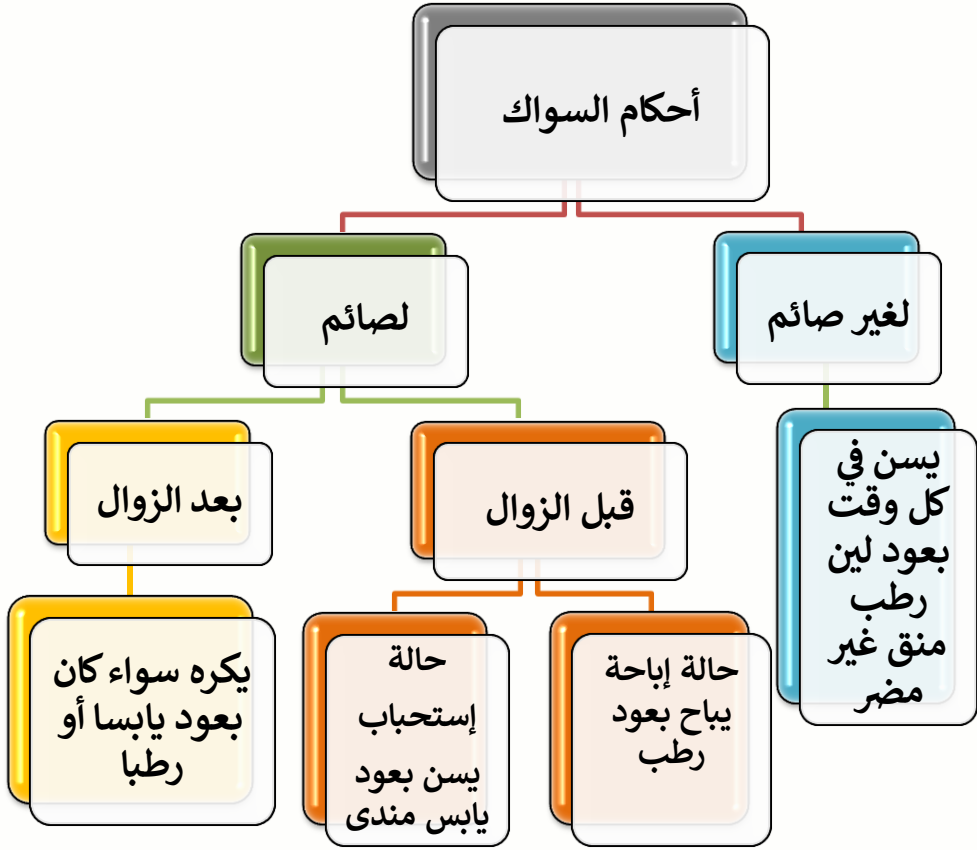 أحكام السواك
لغير صائم
لصائم
يسن في
كل وقت
بعود لين
رطب
منق غير
مضر
قبل الزوال
بعد الزوال
حالة إباحة
يباح بعود
رطب
حالة
إستحباب
يسن بعود
يابس مندى
يكره سواء كان
بعود يابسا أو
رطبا